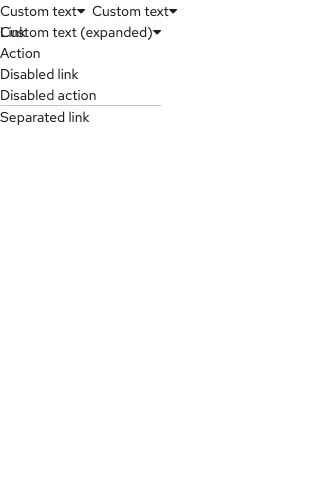 Custom text Custom text
Custom text (expanded)
Link
Action
Disabled link
Disabled action
Separated link